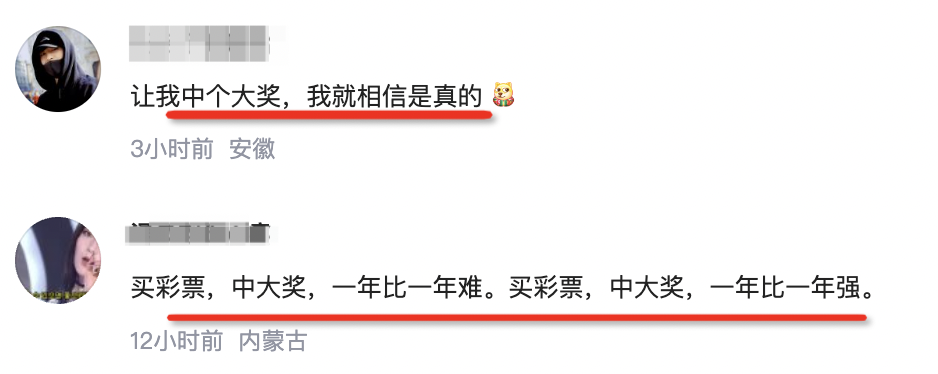 让我中个大奖，我就相信是真的
3小时前 安徽
买彩票，中大奖，一年比一年难。买彩票，中大奖，一年比一年强。
12小时前 内蒙古